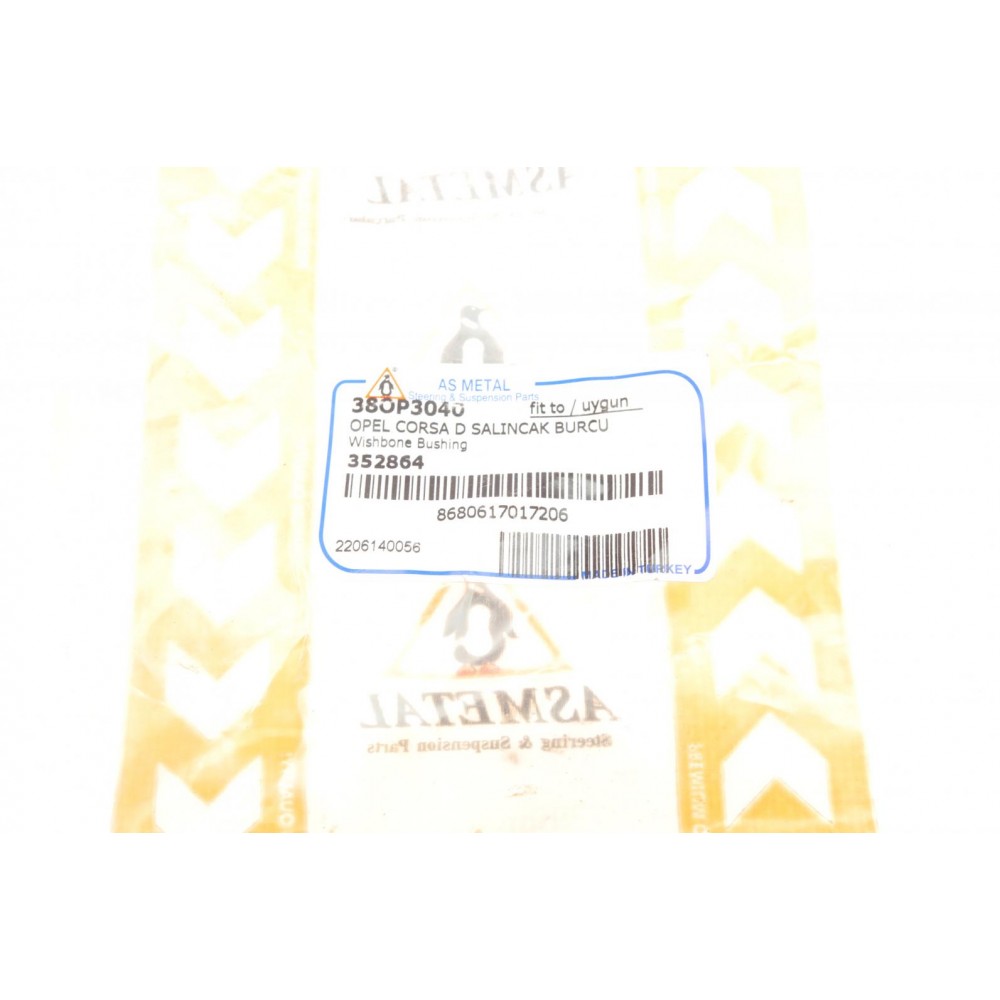 ASMETAL
AS METAL
Steering & Suspension Parts
38OP3040 fit to / uygun
OPEL CORSA D SALINCAK BURCU
Wishbone Bushing
352864
8680617017206
2206140056
MADE IN TURKEY
ASMETAL
Steering & Suspension Parts